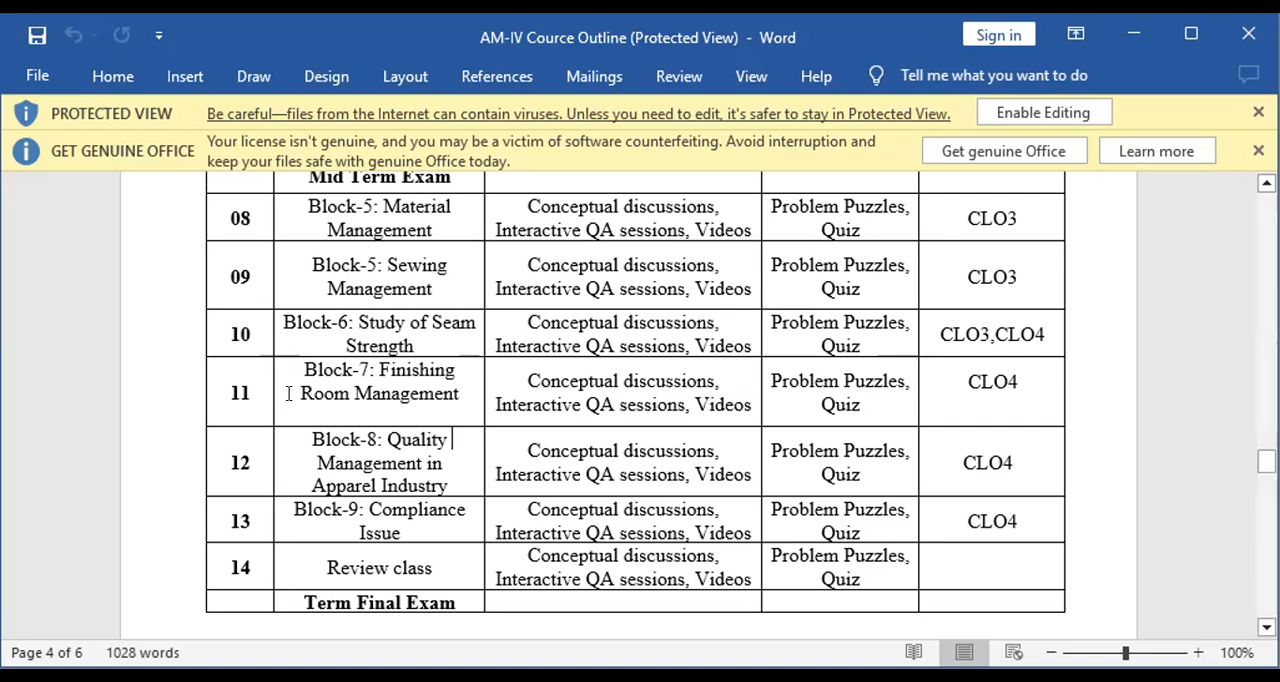 AM-IV Cource Outline (Protected View) - Word
Sign in
File Home Insert Draw Design Layout References Mailings Review View Help Tell me what you want to do
PROTECTED VIEW Be careful—files from the Internet can contain viruses. Unless you need to edit, it's safer to stay in Protected View. Enable Editing
GET GENUINE OFFICE Your license isn't genuine, and you may be a victim of software counterfeiting. Avoid interruption and
keep your files safe with genuine Office today.
Get genuine Office Learn more
Mid Term Exam
08 Block-5: Material Conceptual discussions, Problem Puzzles, CLO3
Management Interactive QA sessions, Videos Quiz
09 Block-5: Sewing Conceptual discussions, Problem Puzzles, CLO3
Management Interactive QA sessions, Videos Quiz
10 Block-6: Study of Seam Conceptual discussions, Problem Puzzles, CLO3,CLO4
Strength Interactive QA sessions, Videos Quiz
11 Block-7: Finishing Conceptual discussions, Problem Puzzles, CLO4
Room Management Interactive QA sessions, Videos Quiz
12 Block-8: Quality Conceptual discussions, Problem Puzzles, CLO4
Management in Interactive QA sessions, Videos Quiz
Apparel Industry
13 Block-9: Compliance Conceptual discussions, Problem Puzzles, CLO4
Issue Interactive QA sessions, Videos Quiz
14 Review class Conceptual discussions, Problem Puzzles,
Interactive QA sessions, Videos Quiz
Term Final Exam
Page 4 of 6 1028 words 100%